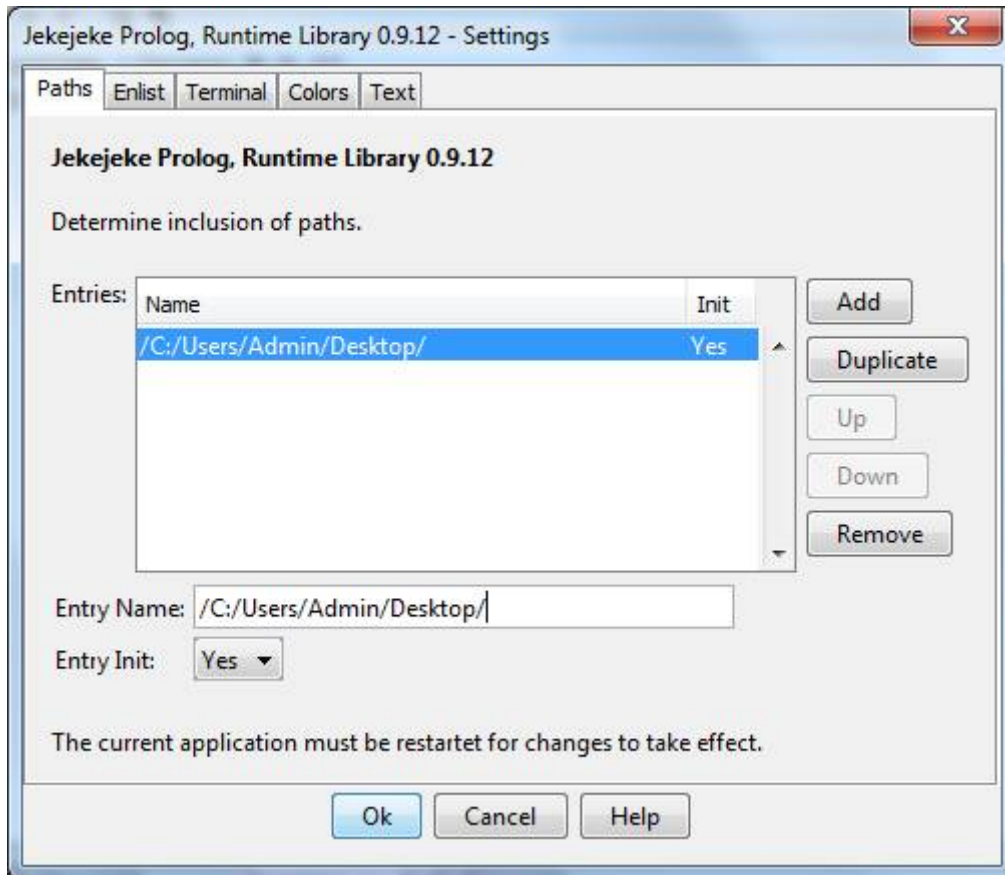 Jekejeke Prolog, Runtime Library 0.9.12 - Settings
Paths Enlist Terminal Colors Text
Jekejeke Prolog, Runtime Library 0.9.12
Determine inclusion of paths.
Entries: Name Init Add
/C:/Users/Admin/Desktop/ Yes
Duplicate
Up
Down
Remove
Entry Name: /C:/Users/Admin/Desktop/
Entry Init: Yes
The current application must be restartet for changes to take effect.
Ok Cancel Help